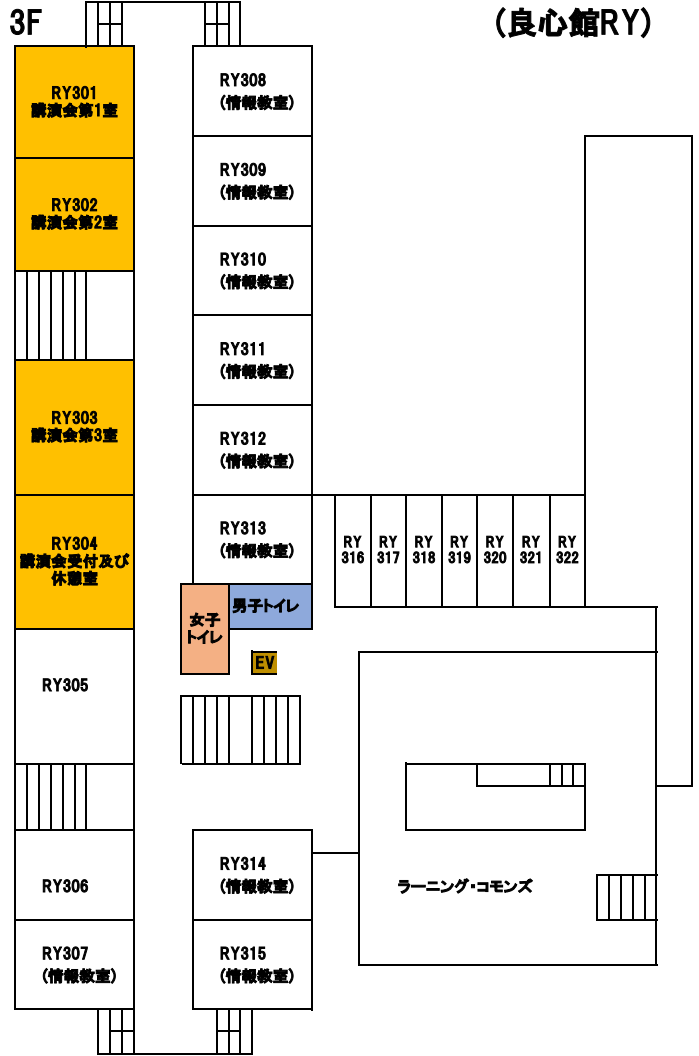 3F
（良心館RY）
RY301
講演会第1室
RY302
講演会第2室
RY303
講演会第3室
RY304
講演会受付及び
休憩室
RY305
RY306
RY307
（情報教室）
RY308
（情報教室）
RY309
（情報教室）
RY310
（情報教室）
RY311
（情報教室）
RY312
（情報教室）
RY313
（情報教室）
女子
トイレ
男子トイレ
EV
RY
316
RY
317
RY
318
RY
319
RY
320
RY
321
RY
322
RY314
（情報教室）
RY315
（情報教室）
ラーニング・コモンズ